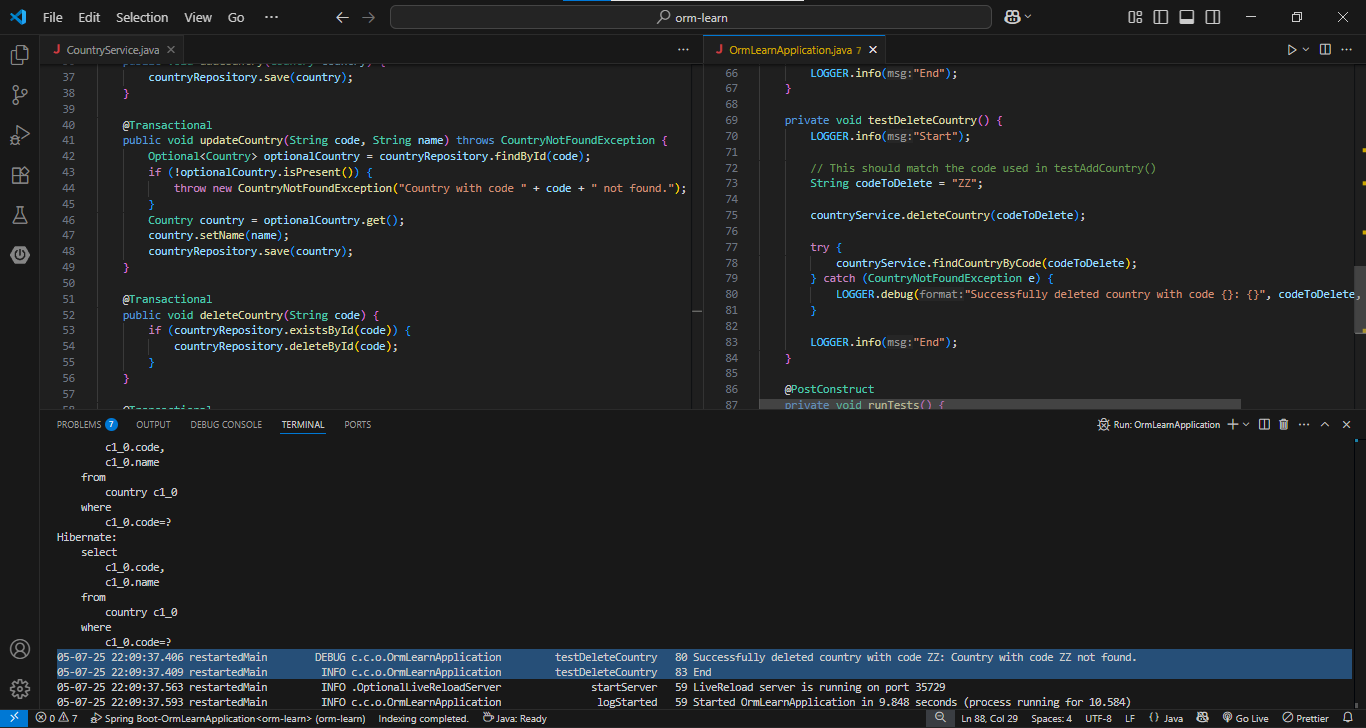 File Edit Selection View Go ··· orm-learn
CountryService.java
37 countryRepository.save(country);
38 }
39
40 @Transactional
41 public void updateCountry(String code, String name) throws CountryNotFoundException {
42 Optional<Country> optionalCountry = countryRepository.findById(code);
43 if (!optionalCountry.isPresent()) {
44 throw new CountryNotFoundException("Country with code " + code + " not found.");
45 }
46 Country country = optionalCountry.get();
47 country.setName(name);
48 countryRepository.save(country);
49 }
50
51 @Transactional
52 public void deleteCountry(String code) {
53 if (countryRepository.existsById(code)) {
54 countryRepository.deleteById(code);
55 }
56 }
57
58 @Transactional
OrmLearnApplication.java 7
66 LOGGER.info(msg:"End");
67 }
68
69 private void testDeleteCountry() {
70 LOGGER.info(msg:"Start");
71
72 // This should match the code used in testAddCountry()
73 String codeToDelete = "ZZ";
74
75 countryService.deleteCountry(codeToDelete);
76
77 try {
78 countryService.findCountryByCode(codeToDelete);
79 } catch (CountryNotFoundException e) {
80 LOGGER.debug(format:"Successfully deleted country with code {}: {}", codeToDelete,
81 }
82
83 LOGGER.info(msg:"End");
84 }
85
86 @PostConstruct
87 private void runTests() {
PROBLEMS 7 OUTPUT DEBUG CONSOLE TERMINAL PORTS Run: OrmLearnApplication
c1_0.code,
c1_0.name
from
country c1_0
where
c1_0.code=?
Hibernate:
select
c1_0.code,
c1_0.name
from
country c1_0
where
c1_0.code=?
05-07-25 22:09:37.406 restartedMain DEBUG c.c.o.OrmLearnApplication testDeleteCountry 80 Successfully deleted country with code ZZ: Country with code ZZ not found.
05-07-25 22:09:37.409 restartedMain INFO c.c.o.OrmLearnApplication testDeleteCountry 83 End
05-07-25 22:09:37.563 restartedMain INFO .OptionalLiveReloadServer startServer 59 LiveReload server is running on port 35729
05-07-25 22:09:37.593 restartedMain INFO c.c.o.OrmLearnApplication logStarted 59 Started OrmLearnApplication in 9.848 seconds (process running for 10.584)
0 7 Spring Boot-OrmLearnApplication<orm-learn> (orm-learn) Indexing completed. Java: Ready Ln 88, Col 29 Spaces: 4 UTF-8 LF {} Java Go Live Prettier